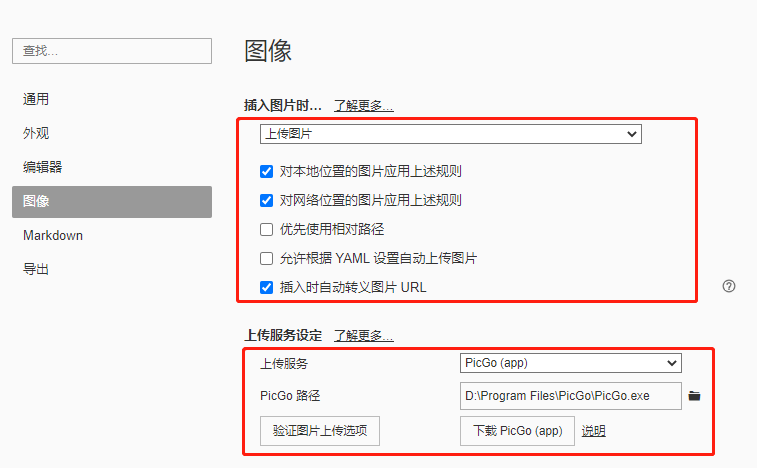 查找...
通用
外观
编辑器
图像
Markdown
导出
图像
插入图片时... 了解更多...
上传图片
对本地位置的图片应用上述规则
对网络位置的图片应用上述规则
优先使用相对路径
允许根据 YAML 设置自动上传图片
插入时自动转义图片 URL
上传服务设定 了解更多...
上传服务 PicGo (app)
PicGo 路径 D:\Program Files\PicGo\PicGo.exe
验证图片上传选项 下载 PicGo (app) 说明